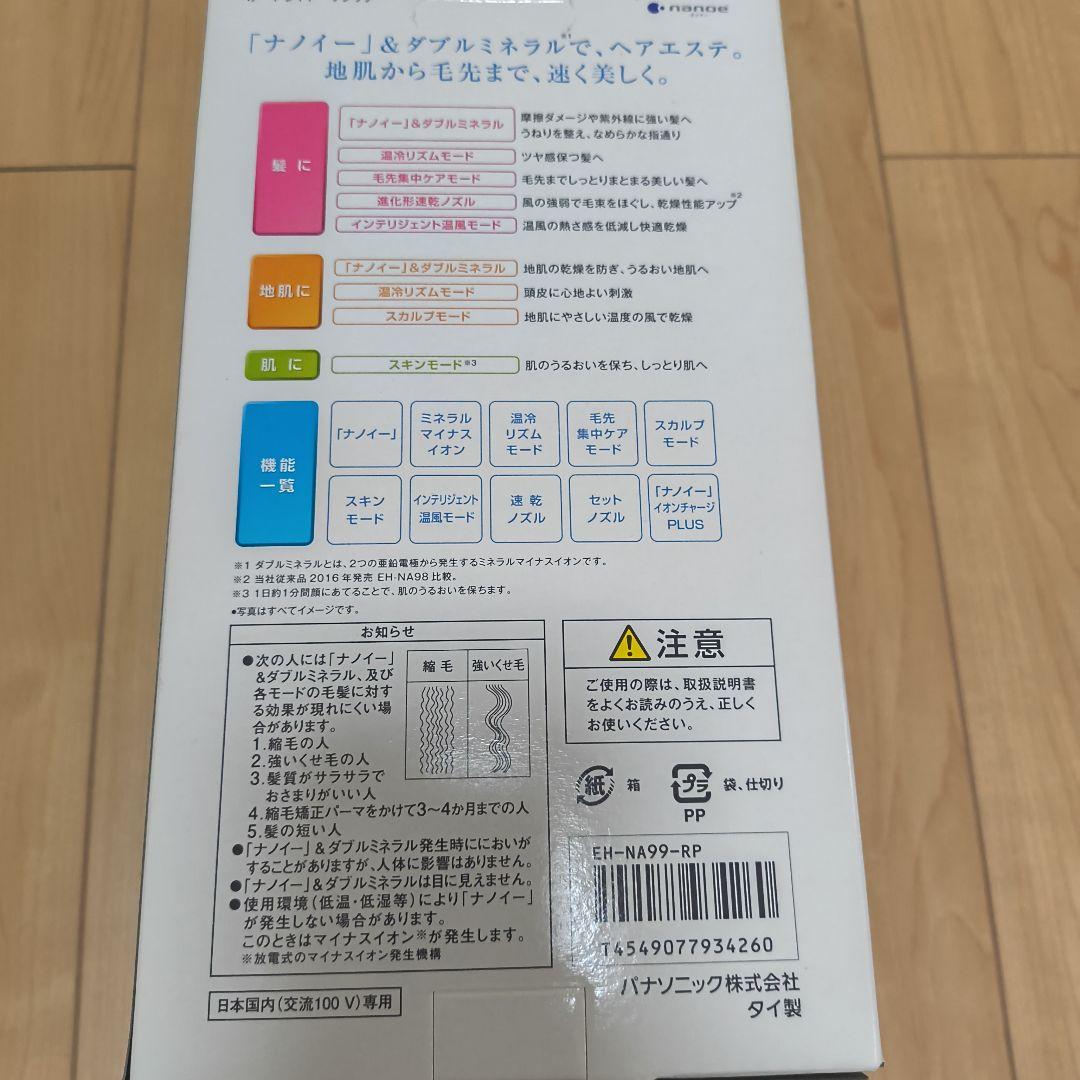 nanoe
「ナノイー」&ダブルミネラル※1で、ヘアエステ。
地肌から毛先まで、速く美しく。
髪に
「ナノイー」&ダブルミネラル
摩擦ダメージや紫外線に強い髪へ
うねりを整え、なめらかな指通り
温冷リズムモード
ツヤ感保つ髪へ
毛先集中ケアモード
毛先までしっとりまとまる美しい髪へ
進化形速乾ノズル
風の強弱で毛束をほぐし、乾燥性能アップ※2
インテリジェント温風モード
温風の熱さ感を低減し快適乾燥
地肌に
「ナノイー」&ダブルミネラル
地肌の乾燥を防ぎ、うるおい地肌へ
温冷リズムモード
頭皮に心地よい刺激
スカルプモード
地肌にやさしい温度の風で乾燥
肌に
スキンモード※3
肌のうるおいを保ち、しっとり肌へ
機能
一覧
「ナノイー」
ミネラル
マイナス
イオン
温冷
リズム
モード
毛先
集中ケア
モード
スカルプ
モード
スキン
モード
インテリジェント
温風モード
速乾
ノズル
セット
ノズル
「ナノイー」
イオンチャージ
PLUS
※1 ダブルミネラルとは、2つの亜鉛電極から発生するミネラルマイナスイオンです。
※2 当社従来品2016年発売 EH-NA98比較。
※3 1日約1分間顔にあてることで、肌のうるおいを保ちます。
●写真はすべてイメージです。
お知らせ
●次の人には「ナノイー」
&ダブルミネラル、及び
各モードの毛髪に対す
る効果が現れにくい場
合があります。
1.縮毛の人
2.強いくせ毛の人
3.髪質がサラサラで
おさまりがいい人
4.縮毛矯正パーマをかけて3〜4か月までの人
5.髪の短い人
縮毛
強いくせ毛
●「ナノイー」&ダブルミネラル発生時ににおいが
することがありますが、人体に影響はありません。
●「ナノイー」&ダブルミネラルは目に見えません。
●使用環境(低温・低湿等)により「ナノイー」
が発生しない場合があります。
このときはマイナスイオン※が発生します。
※放電式のマイナスイオン発生機構
注意
ご使用の際は、取扱説明書
をよくお読みのうえ、正しく
お使いください。
紙
箱
プラ
袋、仕切り
PP
EH-NA99-RP
T4549077934260
パナソニック株式会社
タイ製
日本国内(交流100 V)専用